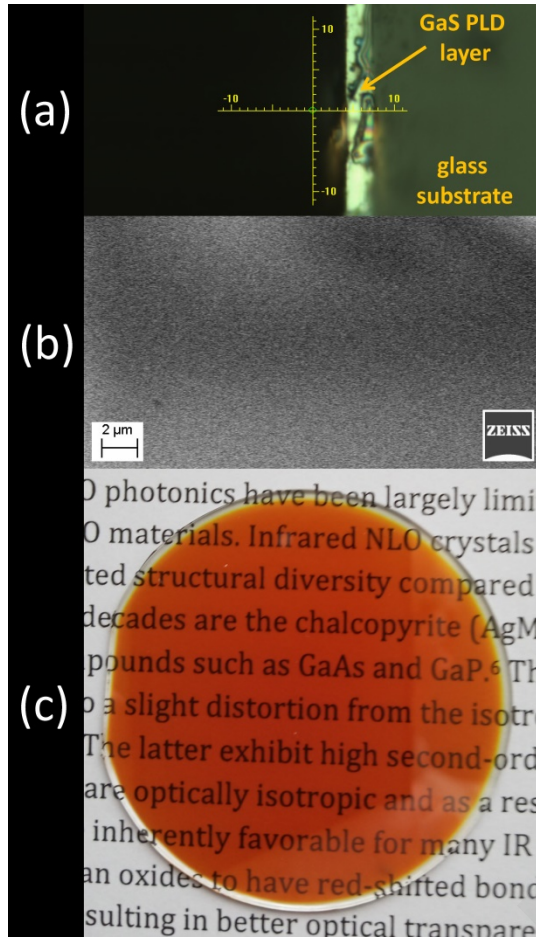 (a)
GaS PLD
layer
10
-10
10
-10
glass
substrate
(b)
2 µm
ZEISS
(c)
O photonics have been largely limi
O materials. Infrared NLO crystals
ted structural diversity compared
decades are the chalcopyrite (AgM
pounds such as GaAs and GaP.⁶ Th
o a slight distortion from the isotr
The latter exhibit high second-ord
are optically isotropic and as a res
inherently favorable for many IR
an oxides to have red-shifted bond
sulting in better optical transpare